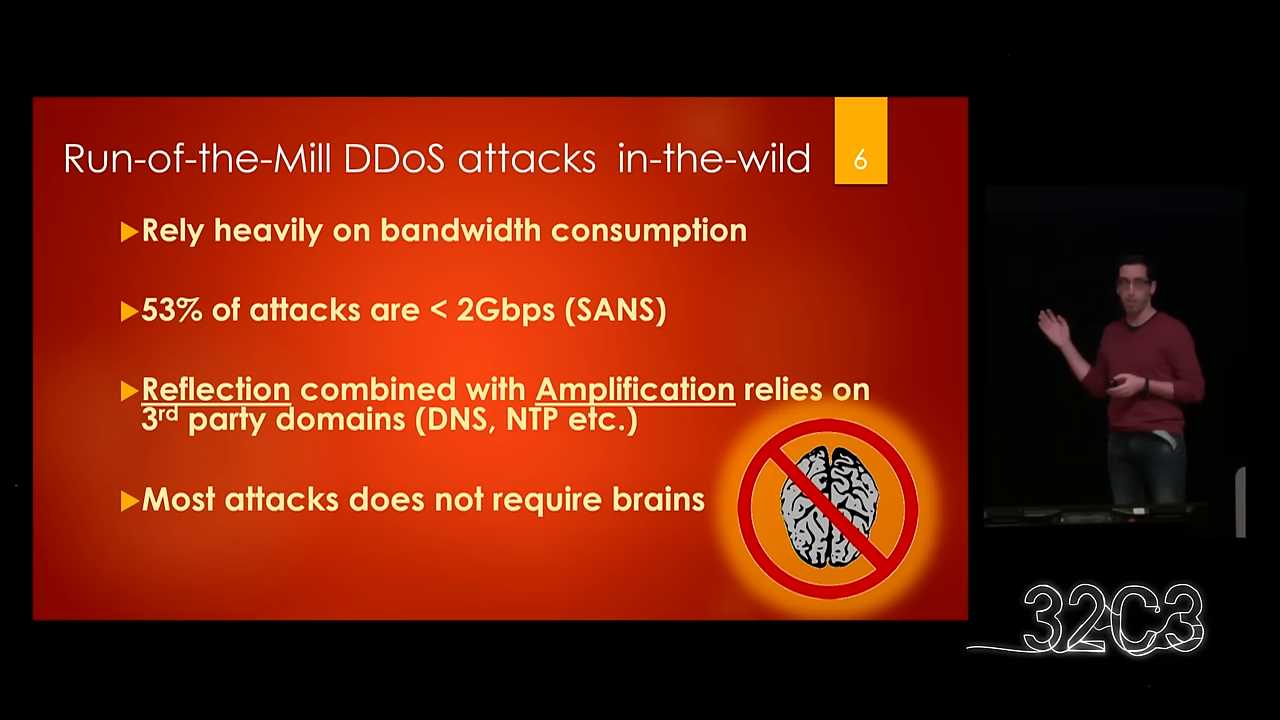 Run-of-the-Mill DDoS attacks in-the-wild
6
Rely heavily on bandwidth consumption
53% of attacks are < 2Gbps (SANS)
Reflection combined with Amplification relies on
3rd party domains (DNS, NTP etc.)
Most attacks does not require brains
32C3